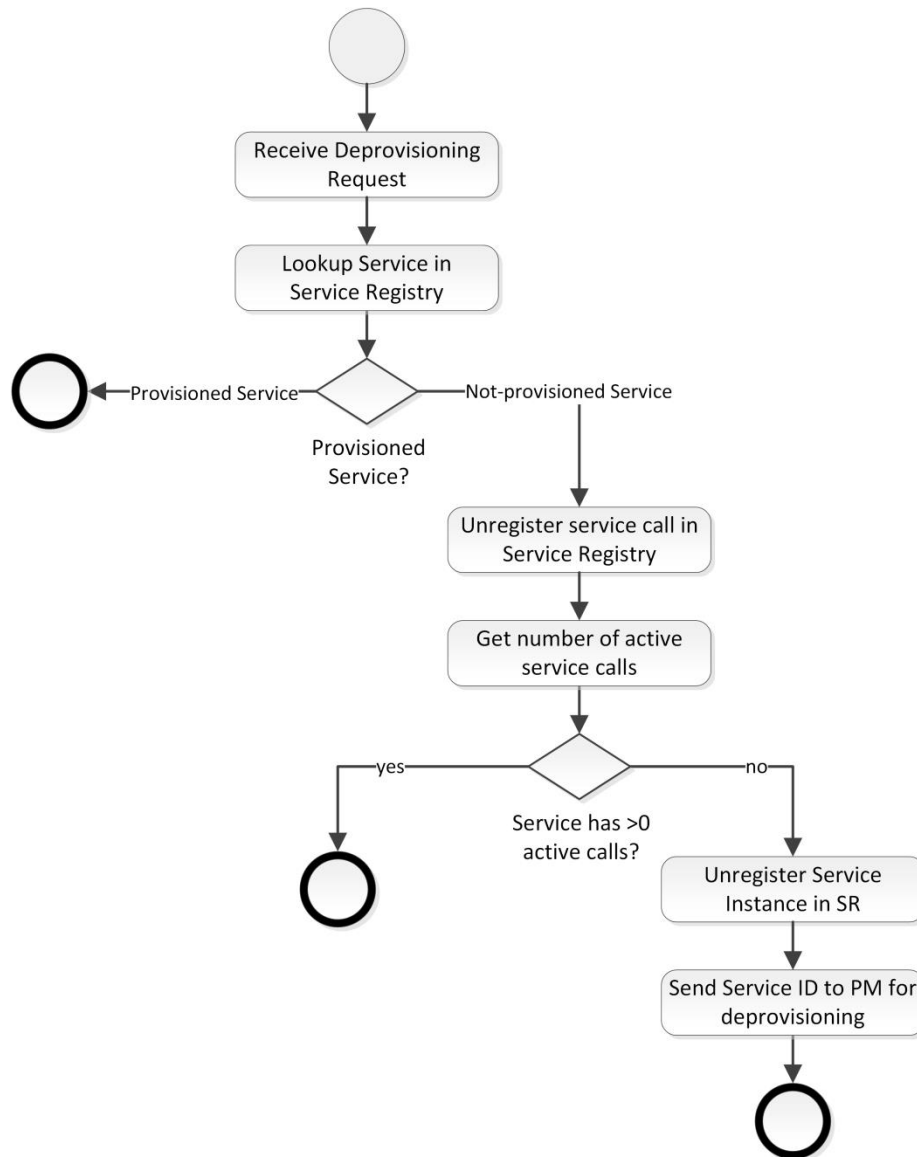 Receive Deprovisioning
Request
Lookup Service in
Service Registry
Provisioned Service
Not-provisioned Service
Provisioned
Service?
Unregister service call in
Service Registry
Get number of active
service calls
yes
no
Service has >0
active calls?
Unregister Service
Instance in SR
Send Service ID to PM for
deprovisioning